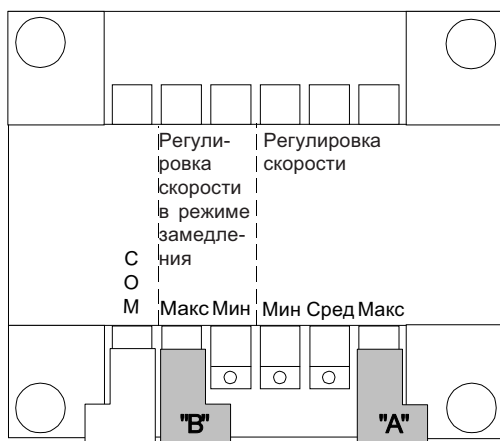 Регули-
ровка
скорости
в режиме
замедле-
ния
Регулировка
скорости
С
О
М
Макс Мин Мин Сред Макс
"В" "А"